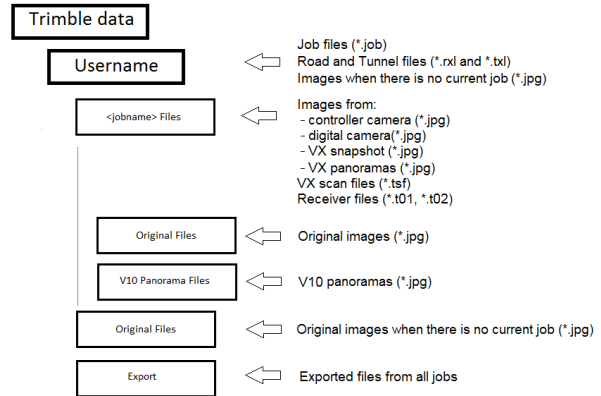 Trimble data
Job files (*.job)
Username
Road and Tunnel files (*.rxl and *.txl)
Images when there is no current job (*.jpg)
<jobname> Files
Images from:
- controller camera (*.jpg)
- digital camera(*.jpg)
- VX snapshot (*.jpg)
- VX panoramas (*.jpg)
VX scan files (*.tsf)
Receiver files (*.t01, *.t02)
Original Files
Original images (*.jpg)
V10 Panorama Files
V10 panoramas (*.jpg)
Original Files
Original images when there is no current job (*.jpg)
Export
Exported files from all jobs